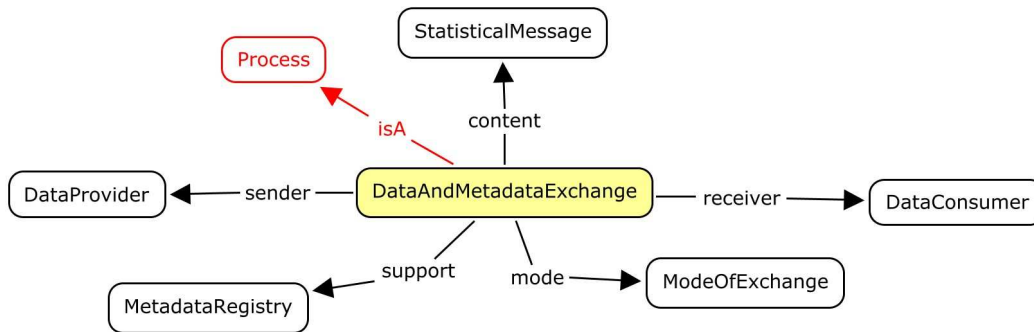 StatisticalMessage
Process
isA
content
DataProvider
sender
DataAndMetadataExchange
receiver
DataConsumer
support
mode
MetadataRegistry
ModeOfExchange